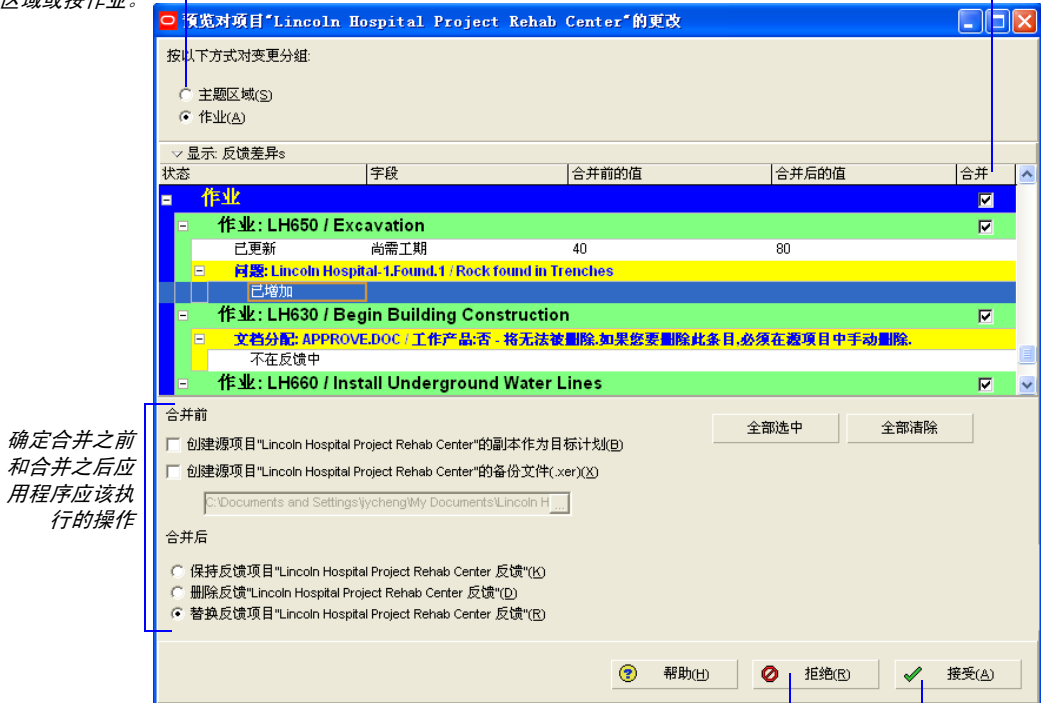 区域或按作业。
预览对项目"Lincoln Hospital Project Rehab Center"的更改
按以下方式对变更分组:
主题区域(S)
作业(A)
显示: 反馈差异s
状态 字段 合并前的值 合并后的值 合并
作业
作业: LH650 / Excavation
已更新 尚需工期 40 80
问题: Lincoln Hospital-1.Found.1 / Rock found in Trenches
已增加
作业: LH630 / Begin Building Construction
文档分配: APPROVE.DOC / 工作产品:否 - 将无法被删除.如果您要删除此条目,必须在源项目中手动删除.
不在反馈中
作业: LH660 / Install Underground Water Lines
合并前
全部选中 全部清除
创建源项目"Lincoln Hospital Project Rehab Center"的副本作为目标计划(B)
创建源项目"Lincoln Hospital Project Rehab Center"的备份文件(.xer)(X)
C:\Documents and Settings\jycheng\My Documents\Lincoln H ...
合并后
保持反馈项目"Lincoln Hospital Project Rehab Center 反馈"(K)
删除反馈"Lincoln Hospital Project Rehab Center 反馈"(D)
替换反馈项目"Lincoln Hospital Project Rehab Center 反馈"(R)
帮助(H) 拒绝(R) 接受(A)
确定合并之前
和合并之后应
用程序应该执
行的操作